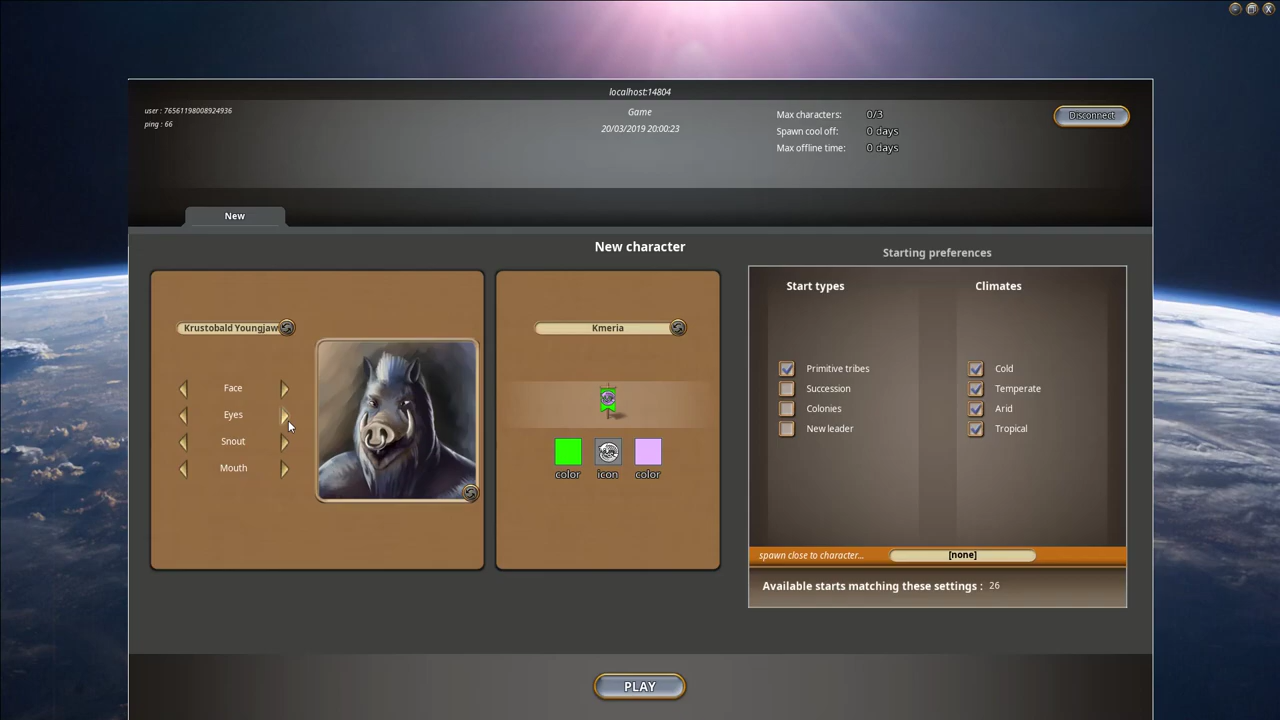 localhost:14804
user : 76561198008924936
ping : 66
Game
20/03/2019 20:00:23
Max characters: 0/3
Spawn cool off: 0 days
Max offline time: 0 days
Disconnect
New
New character
Krustobald Youngjaw
Face
Eyes
Snout
Mouth
Kmeria
color icon color
Starting preferences
Start types
Climates
Primitive tribes
Succession
Colonies
New leader
Cold
Temperate
Arid
Tropical
spawn close to character... [none]
Available starts matching these settings : 26
PLAY